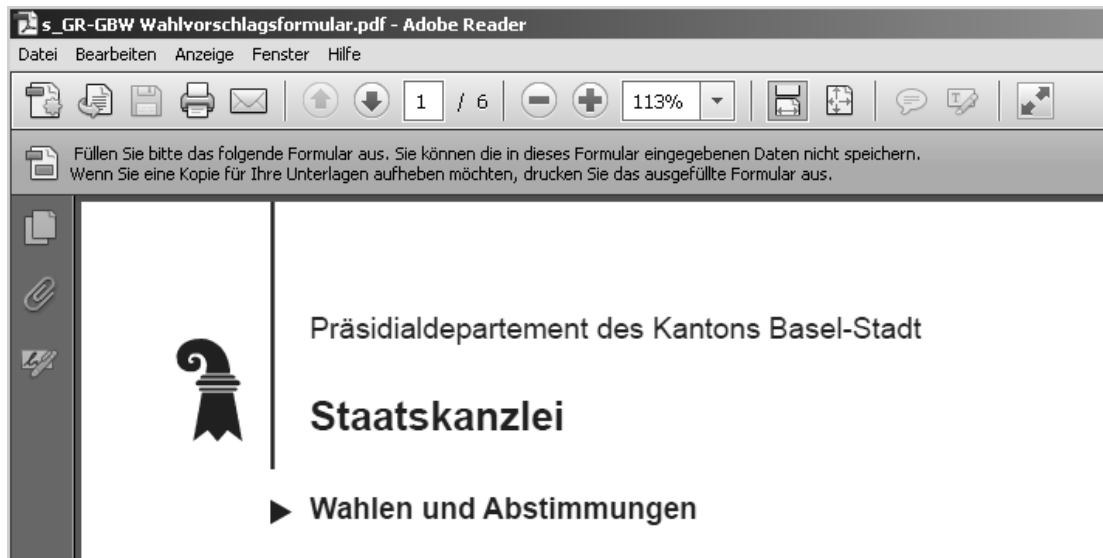 s_GR-GBW Wahlvorschlagsformular.pdf - Adobe Reader
Datei Bearbeiten Anzeige Fenster Hilfe
1 / 6 113%
Füllen Sie bitte das folgende Formular aus. Sie können die in dieses Formular eingegebenen Daten nicht speichern.
Wenn Sie eine Kopie für Ihre Unterlagen aufheben möchten, drucken Sie das ausgefüllte Formular aus.
Präsidialdepartement des Kantons Basel-Stadt
Staatskanzlei
Wahlen und Abstimmungen